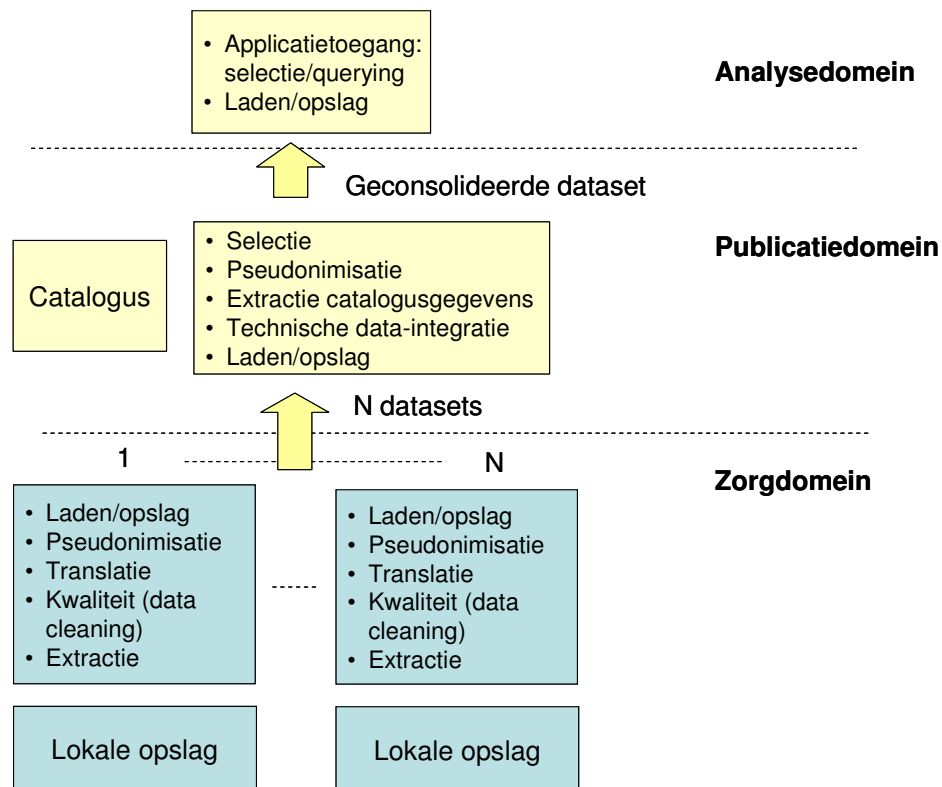 • Applicatietoegang:
selectie/querying
• Laden/opslag
Analysedomein
Geconsolideerde dataset
Publicatiedomein
Catalogus
• Selectie
• Pseudonimisatie
• Extractie catalogusgegevens
• Technische data-integratie
• Laden/opslag
N datasets
1
N
Zorgdomein
• Laden/opslag
• Pseudonimisatie
• Translatie
• Kwaliteit (data
cleaning)
• Extractie
• Laden/opslag
• Pseudonimisatie
• Translatie
• Kwaliteit (data
cleaning)
• Extractie
Lokale opslag
Lokale opslag